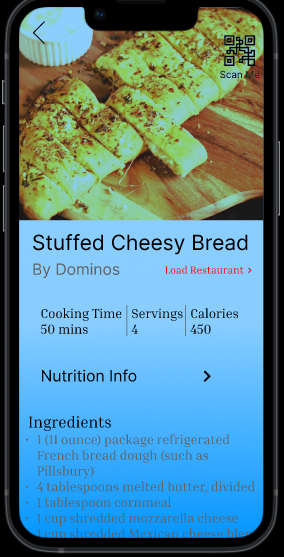 Scan Me
Stuffed Cheesy Bread
By Dominos
Load Restaurant >
Cooking Time
50 mins
Servings
4
Calories
450
Nutrition Info
Ingredients
· 1 (11 ounce) package refrigerated
French bread dough (such as
Pillsbury)
· 4 tablespoons melted butter, divided
· 1 tablespoon cornmeal
· 1 cup shredded mozzarella cheese
· 1 cup shredded Mexican cheese blend